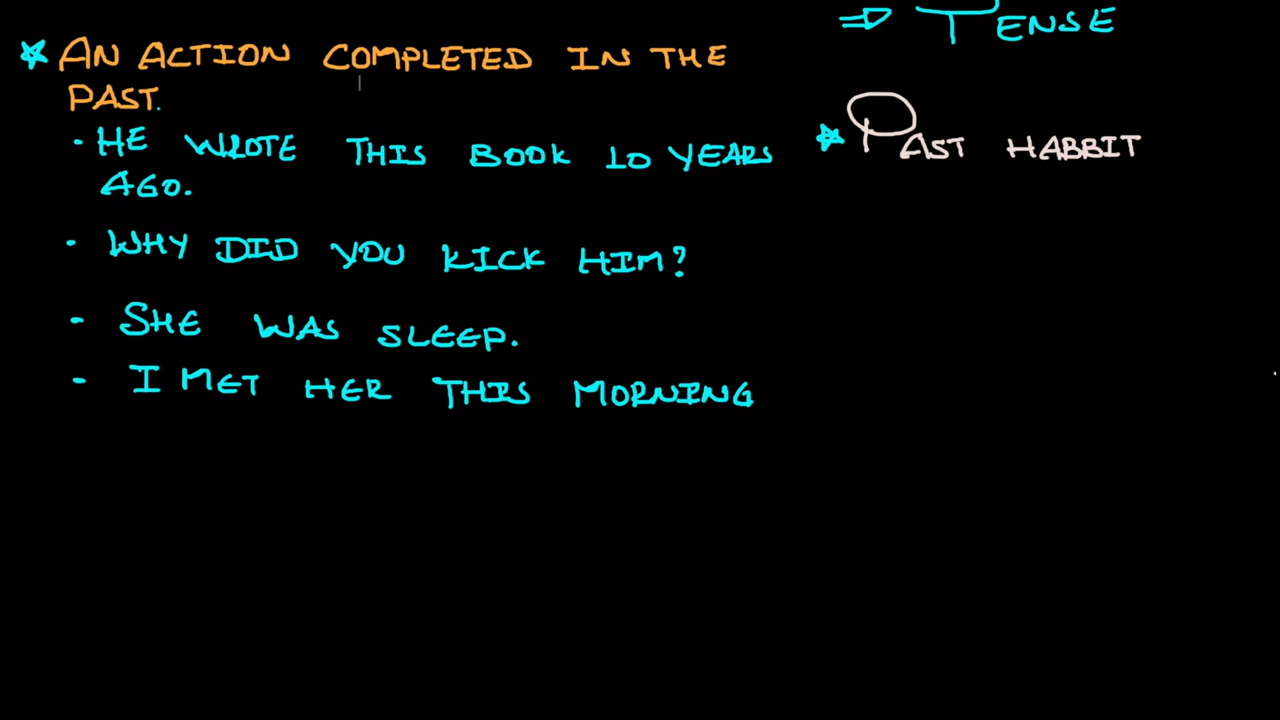 ⇒ TENSE
* AN ACTION COMPLETED IN THE
PAST.
· HE WROTE THIS BOOK 10 YEARS
AGO.
· WHY DID YOU KICK HIM?
· SHE WAS SLEEP.
· I MET HER THIS MORNING
* PAST HABBIT